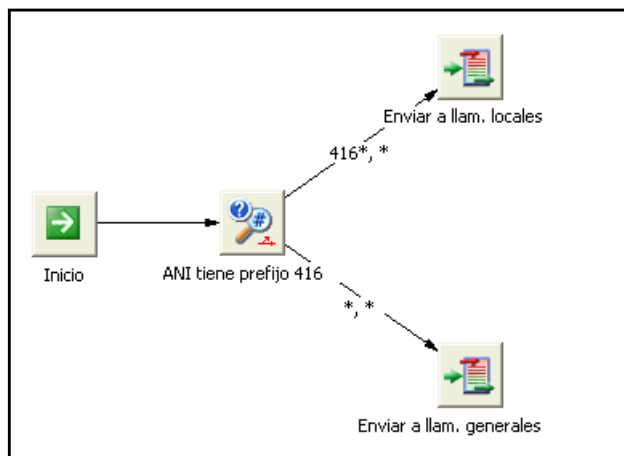 Enviar a llam. locales
416*, *
Inicio
ANI tiene prefijo 416
*, *
Enviar a llam. generales